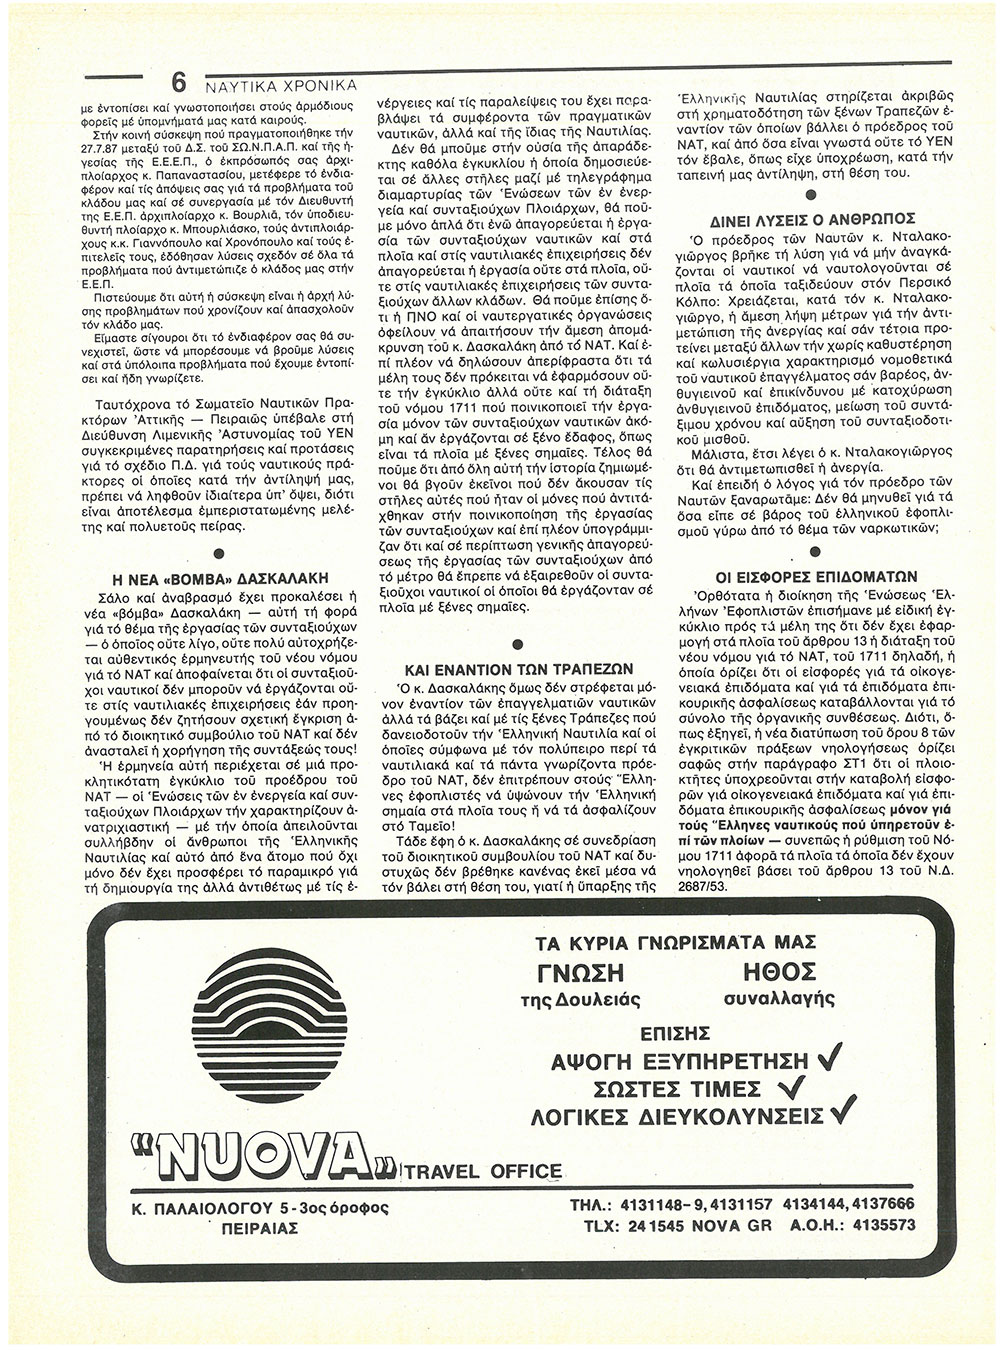 6 ΝΑΥΤΙΚΑ ΧΡΟΝΙΚΑ
με ἐντοπίσει καί γνωστοποιήσει στούς ἁρμόδιους
φορεῖς μέ ὑπομνήματά μας κατά καιρούς.
Στήν κοινή σύσκεψη πού πραγματοποιήθηκε τήν
27.7.87 μεταξύ τοῦ Δ.Σ. τοῦ ΣΩ.Ν.Π.Α.Π. καί τῆς ἡ-
γεσίας τῆς Ε.Ε.Ε.Π., ὁ ἐκπρόσωπός σας ἀρχι-
πλοίαρχος κ. Παπαναστασίου, μετέφερε τό ἐνδια-
φέρον καί τίς ἀπόψεις σας γιά τά προβλήματα τοῦ
κλάδου μας καί σέ συνεργασία μέ τόν Διευθυντή
της Ε.Ε.Π. ἀρχιπλοίαρχο κ. Βουρλιᾶ, τόν ὑποδιευ-
θυντή πλοίαρχο κ. Μπουρλιάσκο, τούς ἀντιπλοιάρ-
χους κ.κ. Γιαννόπουλο καί Χρονόπουλο καί τούς ἐ-
πιτελεῖς τους, ἐδόθησαν λύσεις σχεδόν σέ ὅλα τά
προβλήματα πού ἀντιμετώπιζε ὁ κλάδος μας στήν
Ε.Ε.Π.
Πιστεύουμε ὅτι αὐτή ἡ σύσκεψη εἶναι ἡ ἀρχή λύ-
σης προβλημάτων πού χρονίζουν καί ἀπασχολοῦν
τόν κλάδο μας.
Εἴμαστε σίγουροι ὅτι τό ἐνδιαφέρον σας θά συ-
νεχιστεῖ, ὥστε νά μπορέσουμε νά βροῦμε λύσεις
καί στά ὑπόλοιπα προβλήματα πού ἔχουμε ἐντοπί-
σει καί ἤδη γνωρίζετε.
Ταυτόχρονα τό Σωματεῖο Ναυτικῶν Πρα-
κτόρων Ἀττικῆς — Πειραιῶς ὑπέβαλε στή
Διεύθυνση Λιμενικῆς Ἀστυνομίας τοῦ ΥΕΝ
συγκεκριμένες παρατηρήσεις καί προτάσεις
γιά τό σχέδιο Π.Δ. γιά τούς ναυτικούς πρά-
κτορες οἱ ὁποῖες κατά τήν ἀντίληψή μας,
πρέπει νά ληφθοῦν ἰδιαίτερα ὑπ' ὄψει, διότι
εἶναι ἀποτέλεσμα ἐμπεριστατωμένης μελέ-
της καί πολυετοῦς πείρας.
●
Η ΝΕΑ «ΒΟΜΒΑ» ΔΑΣΚΑΛΑΚΗ
Σάλο καί ἀναβρασμό ἔχει προκαλέσει ἡ
νέα «βόμβα» Δασκαλάκη — αὐτή τή φορά
γιά τό θέμα τῆς ἐργασίας τῶν συνταξιούχων
— ὁ ὁποῖος οὔτε λίγο, οὔτε πολύ αὐτοχρήζε-
ται αὐθεντικός ἑρμηνευτής τοῦ νέου νόμου
γιά τό ΝΑΤ καί ἀποφαίνεται ὅτι οἱ συνταξιοῦ-
χοι ναυτικοί δέν μποροῦν νά ἐργάζονται οὔ-
τε στίς ναυτιλιακές ἐπιχειρήσεις ἐάν προη-
γουμένως δέν ζητήσουν σχετική ἔγκριση ἀ-
πό τό διοικητικό συμβούλιο τοῦ ΝΑΤ καί δέν
ἀνασταλεῖ ἡ χορήγηση τῆς συντάξεώς τους!
Ἡ ἑρμηνεία αὐτή περιέχεται σέ μιά προ-
κλητικότατη ἐγκύκλιο τοῦ προέδρου τοῦ
ΝΑΤ — οἱ Ἑνώσεις τῶν ἐν ἐνεργεία καί συν-
ταξιούχων Πλοιάρχων τήν χαρακτηρίζουν ἀ-
νατριχιαστική — μέ τήν ὁποία ἀπειλοῦνται
συλλήβδην οἱ ἄνθρωποι τῆς Ἑλληνικῆς
Ναυτιλίας καί αὐτό ἀπό ἕνα ἄτομο πού ὄχι
μόνο δέν ἔχει προσφέρει τό παραμικρό γιά
τή δημιουργία της ἀλλά ἀντιθέτως μέ τίς ἐ-
νέργειες καί τίς παραλείψεις του ἔχει παρα-
βλάψει τά συμφέροντα τῶν πραγματικῶν
ναυτικῶν, ἀλλά καί τῆς ἴδιας τῆς Ναυτιλίας.
Δέν θά μποῦμε στήν οὐσία τῆς ἀπαράδε-
κτης καθόλα ἐγκυκλίου ἡ ὁποία δημοσιεύε-
ται σέ ἄλλες στῆλες μαζί μέ τηλεγράφημα
διαμαρτυρίας τῶν Ἑνώσεων τῶν ἐν ἐνερ-
γεία καί συνταξιούχων Πλοιάρχων, θά ποῦ-
με μόνο ἁπλά ὅτι ἐνῶ ἀπαγορεύεται ἡ ἐργα-
σία τῶν συνταξιούχων ναυτικῶν καί στά
πλοῖα καί στίς ναυτιλιακές ἐπιχειρήσεις δέν
ἀπαγορεύεται ἡ ἐργασία οὔτε στά πλοῖα, οὔ-
τε στίς ναυτιλιακές ἐπιχειρήσεις τῶν συντα-
ξιούχων ἄλλων κλάδων. Θά ποῦμε ἐπίσης ὅ-
τι ἡ ΠΝΟ καί οἱ ναυτεργατικές ὀργανώσεις
ὀφείλουν νά ἀπαιτήσουν τήν ἄμεση ἀπομά-
κρυνση τοῦ κ. Δασκαλάκη ἀπό τό ΝΑΤ. Καί ἐ-
πί πλέον νά δηλώσουν ἀπερίφραστα ὅτι τά
μέλη τους δέν πρόκειται νά ἐφαρμόσουν οὔ-
τε τήν ἐγκύκλιο ἀλλά οὔτε καί τή διάταξη
τοῦ νόμου 1711 πού ποινικοποιεῖ τήν ἐργα-
σία μόνον τῶν συνταξιούχων ναυτικῶν ἀκό-
μη καί ἄν ἐργάζονται σέ ξένο ἔδαφος, ὅπως
εἶναι τά πλοῖα μέ ξένες σημαῖες. Τέλος θά
ποῦμε ὅτι ἀπό ὅλη αὐτή τήν ἱστορία ζημιωμέ-
νοι θά βγοῦν ἐκεῖνοι πού δέν ἄκουσαν τίς
στῆλες αὐτές πού ἦταν οἱ μόνες πού ἀντιτά-
χθηκαν στήν ποινικοποίηση τῆς ἐργασίας
τῶν συνταξιούχων καί ἐπί πλέον ὑπογράμμι-
ζαν ὅτι καί σέ περίπτωση γενικῆς ἀπαγορεύ-
σεως τῆς ἐργασίας τῶν συνταξιούχων ἀπό
τό μέτρο θά ἔπρεπε νά ἐξαιρεθοῦν οἱ συντα-
ξιοῦχοι ναυτικοί οἱ ὁποῖοι θά ἐργάζονταν σέ
πλοῖα μέ ξένες σημαῖες.
●
ΚΑΙ ΕΝΑΝΤΙΟΝ ΤΩΝ ΤΡΑΠΕΖΩΝ
Ὁ κ. Δασκαλάκης ὅμως δέν στρέφεται μό-
νον ἐναντίον τῶν ἐπαγγελματιῶν ναυτικῶν
ἀλλά τά βάζει καί μέ τίς ξένες Τράπεζες πού
δανειοδοτοῦν τήν Ἑλληνική Ναυτιλία καί οἱ
ὁποῖες σύμφωνα μέ τόν πολύπειρο περί τά
ναυτιλιακά καί τά πάντα γνωρίζοντα πρόε-
δρο τοῦ ΝΑΤ, δέν ἐπιτρέπουν στούς Ἕλλη-
νες ἐφοπλιστές νά ὑψώνουν τήν Ἑλληνική
σημαία στά πλοῖα τους ἤ νά τά ἀσφαλίζουν
στό Ταμεῖο!
Τάδε ἔφη ὁ κ. Δασκαλάκης σέ συνεδρίαση
τοῦ διοικητικοῦ συμβουλίου τοῦ ΝΑΤ καί δυ-
στυχῶς δέν βρέθηκε κανένας ἐκεῖ μέσα νά
τόν βάλει στή θέση του, γιατί ἡ ὕπαρξης τῆς
Ἑλληνικῆς Ναυτιλίας στηρίζεται ἀκριβῶς
στή χρηματοδότηση τῶν ξένων Τραπεζῶν ἐ-
ναντίον τῶν ὁποίων βάλλει ὁ πρόεδρος τοῦ
ΝΑΤ, καί ἀπό ὅσα εἶναι γνωστά οὔτε τό ΥΕΝ
τόν ἔβαλε, ὅπως εἶχε ὑποχρέωση, κατά τήν
ταπεινή μας ἀντίληψη, στή θέση του.
●
ΔΙΝΕΙ ΛΥΣΕΙΣ Ο ΑΝΘΡΩΠΟΣ
Ὁ πρόεδρος τῶν Ναυτῶν κ. Νταλακο-
γιῶργος βρῆκε τή λύση γιά νά μήν ἀναγκά-
ζονται οἱ ναυτικοί νά ναυτολογοῦνται σέ
πλοῖα τά ὁποῖα ταξιδεύουν στόν Περσικό
Κόλπο: Χρειάζεται, κατά τόν κ. Νταλακο-
γιῶργο, ἡ ἄμεση λήψη μέτρων γιά τήν ἀντι-
μετώπιση τῆς ἀνεργίας καί σάν τέτοια προ-
τείνει μεταξύ ἄλλων τήν χωρίς καθυστέρηση
καί κωλυσιέργια χαρακτηρισμό νομοθετικά
τοῦ ναυτικοῦ ἐπαγγέλματος σάν βαρέος, ἀν-
θυγιεινοῦ καί ἐπικίνδυνου μέ κατοχύρωση
ἀνθυγιεινοῦ ἐπιδόματος, μείωση τοῦ συντά-
ξιμου χρόνου καί αὔξηση τοῦ συνταξιοδοτι-
κοῦ μισθοῦ.
Μάλιστα, ἔτσι λέγει ὁ κ. Νταλακογιῶργος
ὅτι θά ἀντιμετωπισθεῖ ἡ ἀνεργία.
Καί ἐπειδή ὁ λόγος γιά τόν πρόεδρο τῶν
Ναυτῶν ξαναρωτᾶμε: Δέν θά μηνυθεῖ γιά τά
ὅσα εἶπε σέ βάρος τοῦ ἑλληνικοῦ ἐφοπλι-
σμοῦ γύρω ἀπό τό θέμα τῶν ναρκωτικῶν;
●
ΟΙ ΕΙΣΦΟΡΕΣ ΕΠΙΔΟΜΑΤΩΝ
Ὀρθότατα ἡ διοίκηση τῆς Ἑνώσεως Ἑλ-
λήνων Ἐφοπλιστῶν ἐπισήμανε μέ εἰδική ἐγ-
κύκλιο πρός τά μέλη της ὅτι δέν ἔχει ἐφαρ-
μογή στά πλοῖα τοῦ ἄρθρου 13 ἡ διάταξη τοῦ
νέου νόμου γιά τό ΝΑΤ, τοῦ 1711 δηλαδή, ἡ
ὁποία ὁρίζει ὅτι οἱ εἰσφορές γιά τά οἰκογε-
νειακά ἐπιδόματα καί γιά τά ἐπιδόματα ἐπι-
κουρικῆς ἀσφαλίσεως καταβάλλονται γιά τό
σύνολο τῆς ὀργανικῆς συνθέσεως. Διότι, ὅ-
πως ἐξηγεῖ, ἡ νέα διατύπωση τοῦ ὅρου 8 τῶν
ἐγκριτικῶν πράξεων νηολογήσεως ὁρίζει
σαφῶς στήν παράγραφο ΣΤ1 ὅτι οἱ πλοιο-
κτῆτες ὑποχρεοῦνται στήν καταβολή εἰσφο-
ρῶν γιά οἰκογενειακά ἐπιδόματα καί γιά ἐπι-
δόματα ἐπικουρικῆς ἀσφαλίσεως μόνον γιά
τούς Ἕλληνες ναυτικούς πού ὑπηρετοῦν ἐ-
πί τῶν πλοίων — συνεπῶς ἡ ρύθμιση τοῦ Νό-
μου 1711 ἀφορᾶ τά πλοῖα τά ὁποῖα δέν ἔχουν
νηολογηθεῖ βάσει τοῦ ἄρθρου 13 τοῦ Ν.Δ.
2687/53.
ΤΑ ΚΥΡΙΑ ΓΝΩΡΙΣΜΑΤΑ ΜΑΣ
ΓΝΩΣΗ ΗΘΟΣ
της Δουλειάς συναλλαγής
ΕΠΙΣΗΣ
ΑΨΟΓΗ ΕΞΥΠΗΡΕΤΗΣΗ ✓
ΣΩΣΤΕΣ ΤΙΜΕΣ ✓
ΛΟΓΙΚΕΣ ΔΙΕΥΚΟΛΥΝΣΕΙΣ ✓
“NUOVA” TRAVEL OFFICE
Κ. ΠΑΛΑΙΟΛΟΓΟΥ 5 - 3ος όροφος
ΠΕΙΡΑΙΑΣ
ΤΗΛ.: 4131148-9, 4131157 4134144, 4137666
TLX: 241545 NOVA GR A.O.H.: 4135573